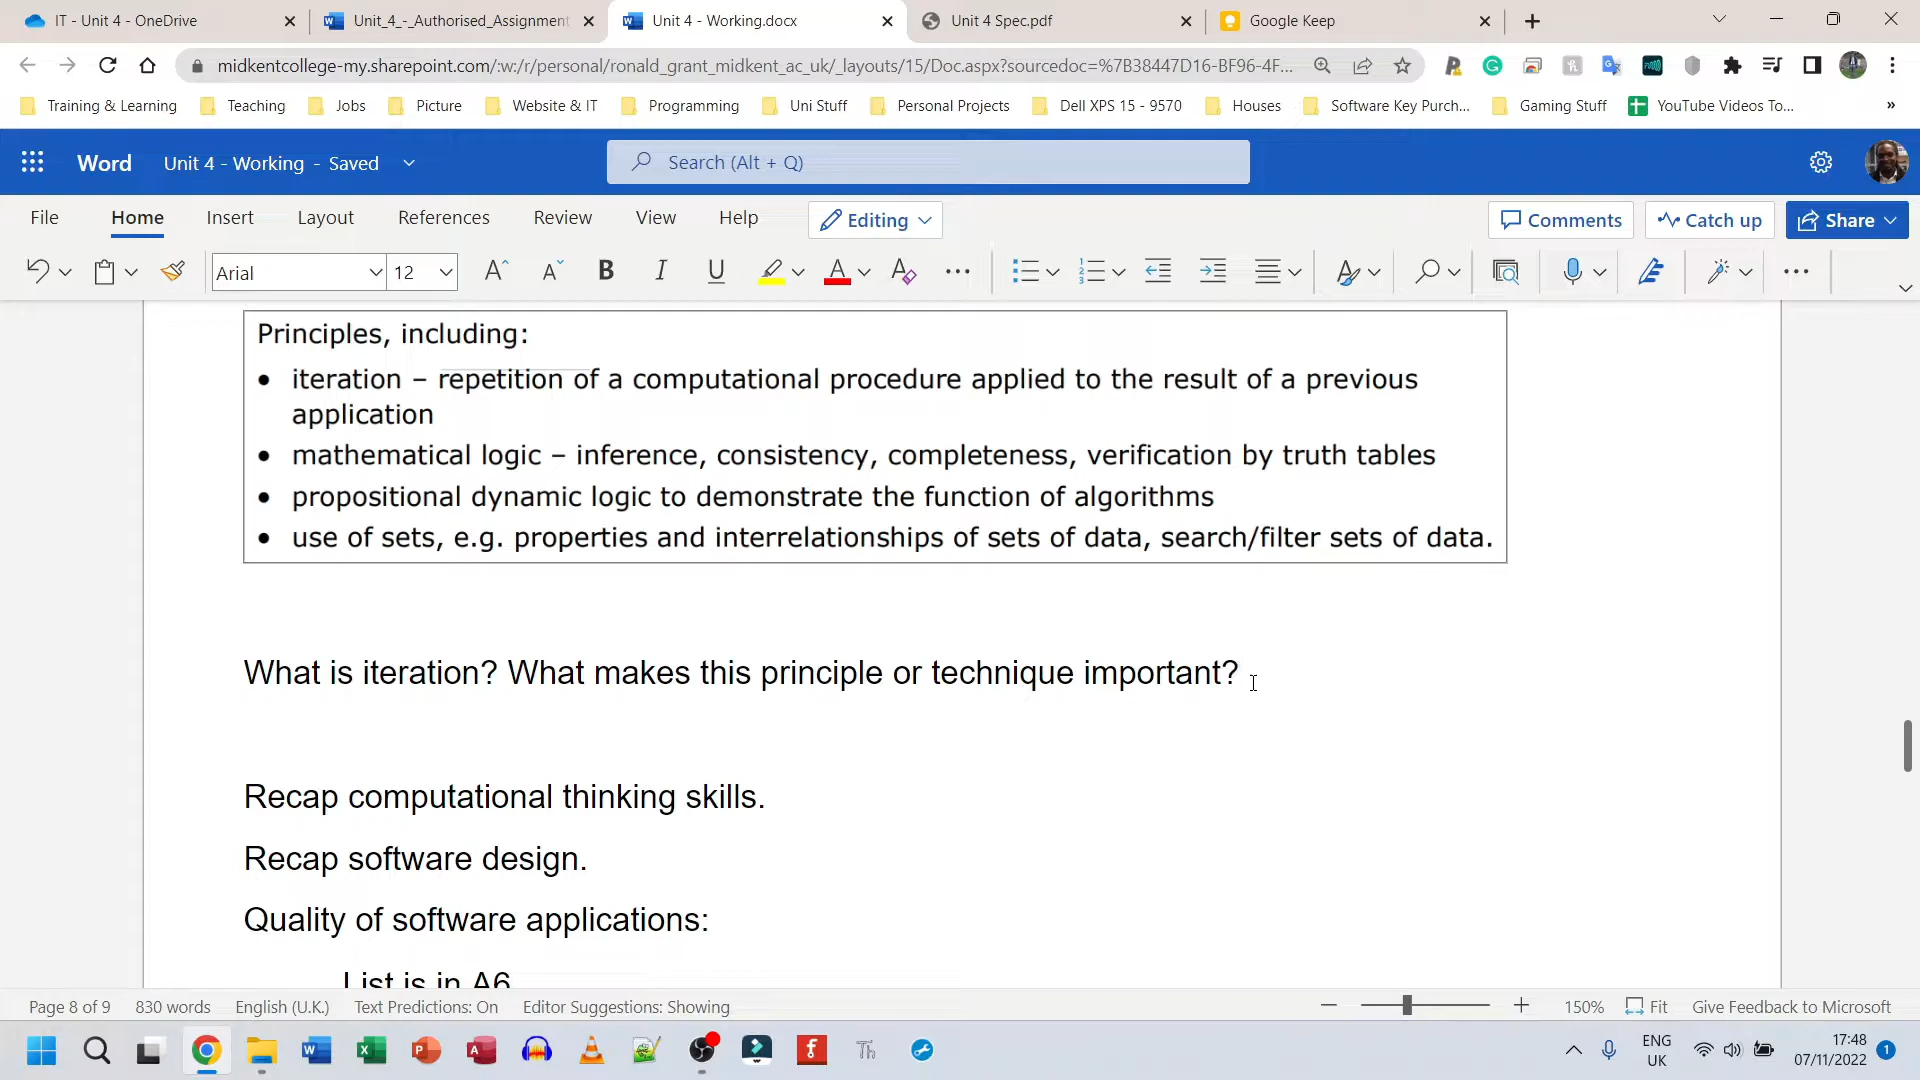 IT - Unit 4 - OneDrive
Unit_4_-_Authorised_Assignment
Unit 4 - Working.docx
Unit 4 Spec.pdf
Google Keep
midkentcollege-my.sharepoint.com/:w:/r/personal/ronald_grant_midkent_ac_uk/_layouts/15/Doc.aspx?sourcedoc=%7B38447D16-BF96-4F...
Training & Learning
Teaching
Jobs
Picture
Website & IT
Programming
Uni Stuff
Personal Projects
Dell XPS 15 - 9570
Houses
Software Key Purch...
Gaming Stuff
YouTube Videos To...
»
Word
Unit 4 - Working - Saved
Search (Alt + Q)
File
Home
Insert
Layout
References
Review
View
Help
Editing
Comments
Catch up
Share
Arial
12
Principles, including:
• iteration – repetition of a computational procedure applied to the result of a previous
application
• mathematical logic – inference, consistency, completeness, verification by truth tables
• propositional dynamic logic to demonstrate the function of algorithms
• use of sets, e.g. properties and interrelationships of sets of data, search/filter sets of data.
What is iteration? What makes this principle or technique important?
Recap computational thinking skills.
Recap software design.
Quality of software applications:
List is in A6
Page 8 of 9
830 words
English (U.K.)
Text Predictions: On
Editor Suggestions: Showing
150%
Fit
Give Feedback to Microsoft
ENG
UK
17:48
07/11/2022
1